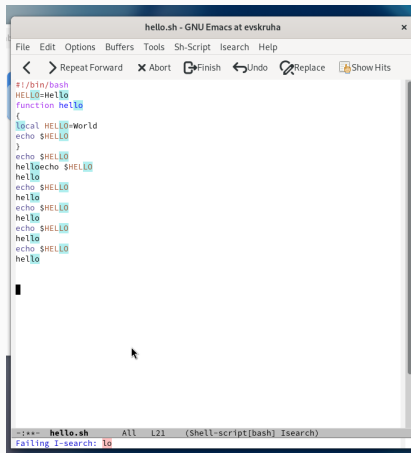 hello.sh - GNU Emacs at evskruha
File Edit Options Buffers Tools Sh-Script Isearch Help
Repeat Forward Abort Finish Undo Replace Show Hits
#!/bin/bash
HELLO=Hello
function hello
{
local HELLO=World
echo $HELLO
}
echo $HELLO
helloecho $HELLO
hello
echo $HELLO
hello
echo $HELLO
hello
echo $HELLO
hello
echo $HELLO
hello
-:**- hello.sh All L21 (Shell-script[bash] Isearch)
Failing I-search: lo